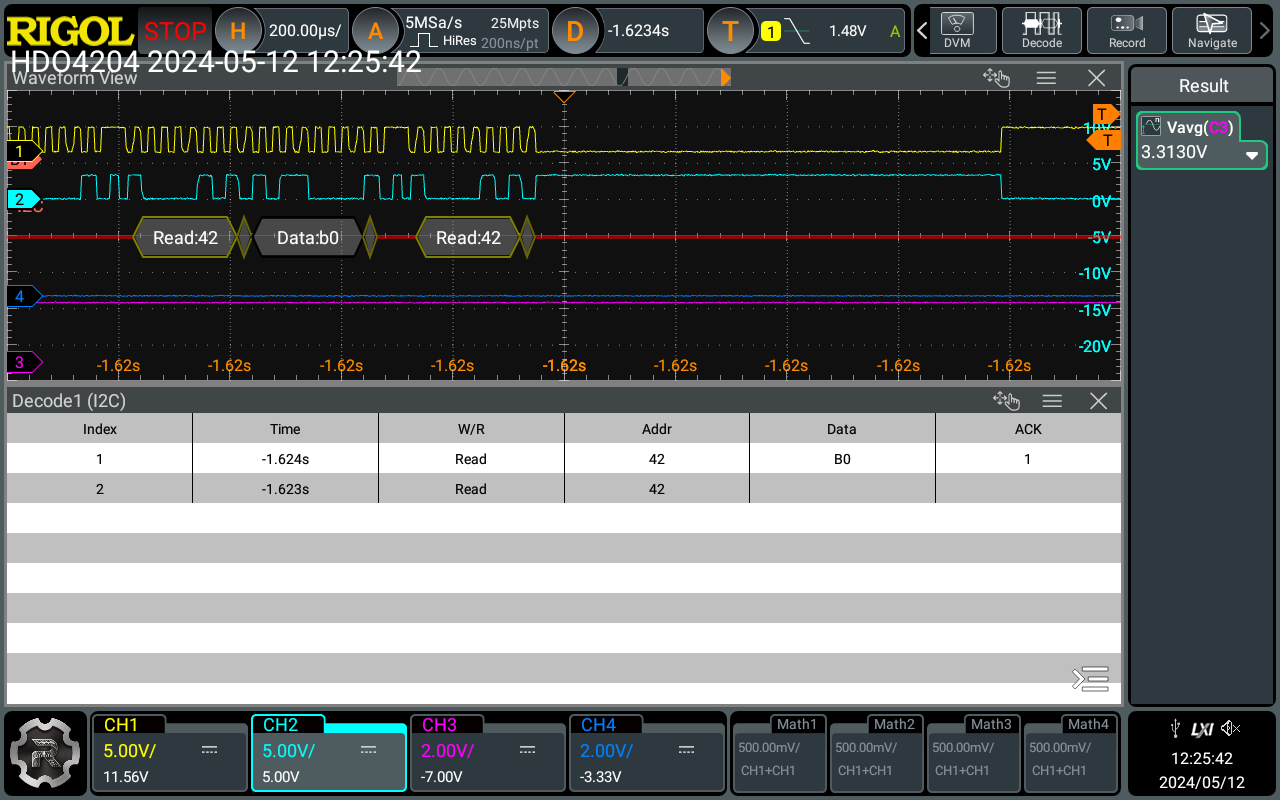 RIGOL STOP H 200.00µs/ A 5MSa/s 25Mpts D -1.6234s T 1 1.48V A DVM Decode Record Navigate
HiRes 200ns/pt
HDO4204 2024-05-12 12:25:42
Waveform View
Result
Vavg(C3)
3.3130V
T
10V
T
1
5V
2
0V
Read:42 Data:b0 Read:42
-5V
-10V
4
-15V
-20V
3
-1.62s -1.62s -1.62s -1.62s -1.62s -1.62s -1.62s -1.62s -1.62s
Decode1 (I2C)
Index Time W/R Addr Data ACK
1 -1.624s Read 42 B0 1
2 -1.623s Read 42
CH1 CH2 CH3 CH4 Math1 Math2 Math3 Math4
5.00V/ 5.00V/ 2.00V/ 2.00V/ 500.00mV/ 500.00mV/ 500.00mV/ 500.00mV/
11.56V 5.00V -7.00V -3.33V CH1+CH1 CH1+CH1 CH1+CH1 CH1+CH1
LXI
12:25:42
2024/05/12